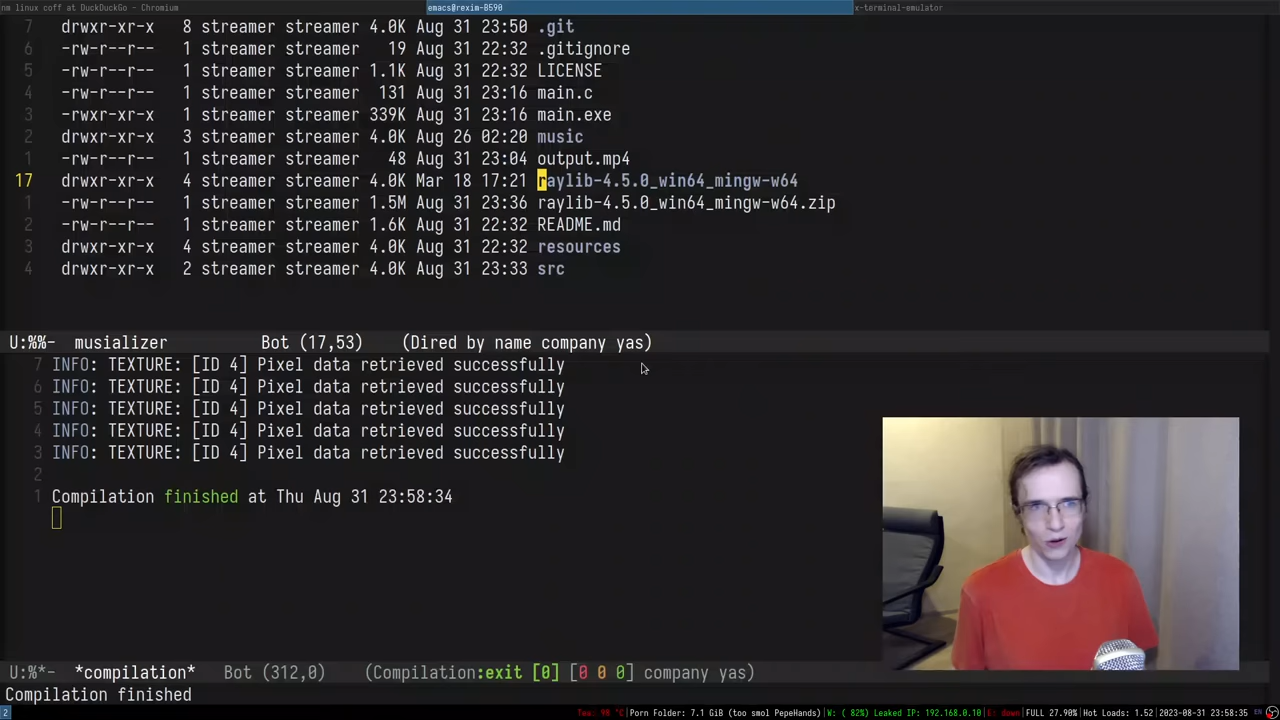 nm linux coff at DuckDuckGo - Chromium
emacs@rexim-B590
x-terminal-emulator
7 drwxr-xr-x 8 streamer streamer 4.0K Aug 31 23:50 .git
6 -rw-r--r-- 1 streamer streamer 19 Aug 31 22:32 .gitignore
5 -rw-r--r-- 1 streamer streamer 1.1K Aug 31 22:32 LICENSE
4 -rw-r--r-- 1 streamer streamer 131 Aug 31 23:16 main.c
3 -rwxr-xr-x 1 streamer streamer 339K Aug 31 23:16 main.exe
2 drwxr-xr-x 3 streamer streamer 4.0K Aug 26 02:20 music
1 -rw-r--r-- 1 streamer streamer 48 Aug 31 23:04 output.mp4
17 drwxr-xr-x 4 streamer streamer 4.0K Mar 18 17:21 raylib-4.5.0_win64_mingw-w64
1 -rw-r--r-- 1 streamer streamer 1.5M Aug 31 23:36 raylib-4.5.0_win64_mingw-w64.zip
2 -rw-r--r-- 1 streamer streamer 1.6K Aug 31 22:32 README.md
3 drwxr-xr-x 4 streamer streamer 4.0K Aug 31 22:32 resources
4 drwxr-xr-x 2 streamer streamer 4.0K Aug 31 23:33 src
U:%%- musializer Bot (17,53) (Dired by name company yas)
7 INFO: TEXTURE: [ID 4] Pixel data retrieved successfully
6 INFO: TEXTURE: [ID 4] Pixel data retrieved successfully
5 INFO: TEXTURE: [ID 4] Pixel data retrieved successfully
4 INFO: TEXTURE: [ID 4] Pixel data retrieved successfully
3 INFO: TEXTURE: [ID 4] Pixel data retrieved successfully
2
1 Compilation finished at Thu Aug 31 23:58:34
U:%*- *compilation* Bot (312,0) (Compilation:exit [0] [0 0 0] company yas)
Compilation finished
2 Tmp: 98 °C|Porn Folder: 7.1 GiB (too smol PepeHands)|W: ( 82%) Leaked IP: 192.168.0.10|E: down|FULL 27.90%|Hot Loads: 1.52|2023-08-31 23:58:35 EN